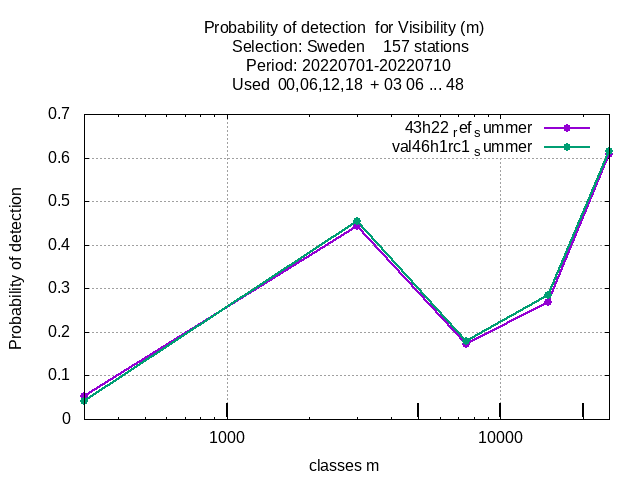 Probability of detection  for Visibility (m)
Selection: Sweden    157 stations
Period: 20220701-20220710
Used  00,06,12,18  + 03 06 ... 48
0.7
0.6
0.5
0.4
0.3
0.2
0.1
0
Probability of detection
43h22 ref summer
val46h1rc1 summer
1000
10000
classes m